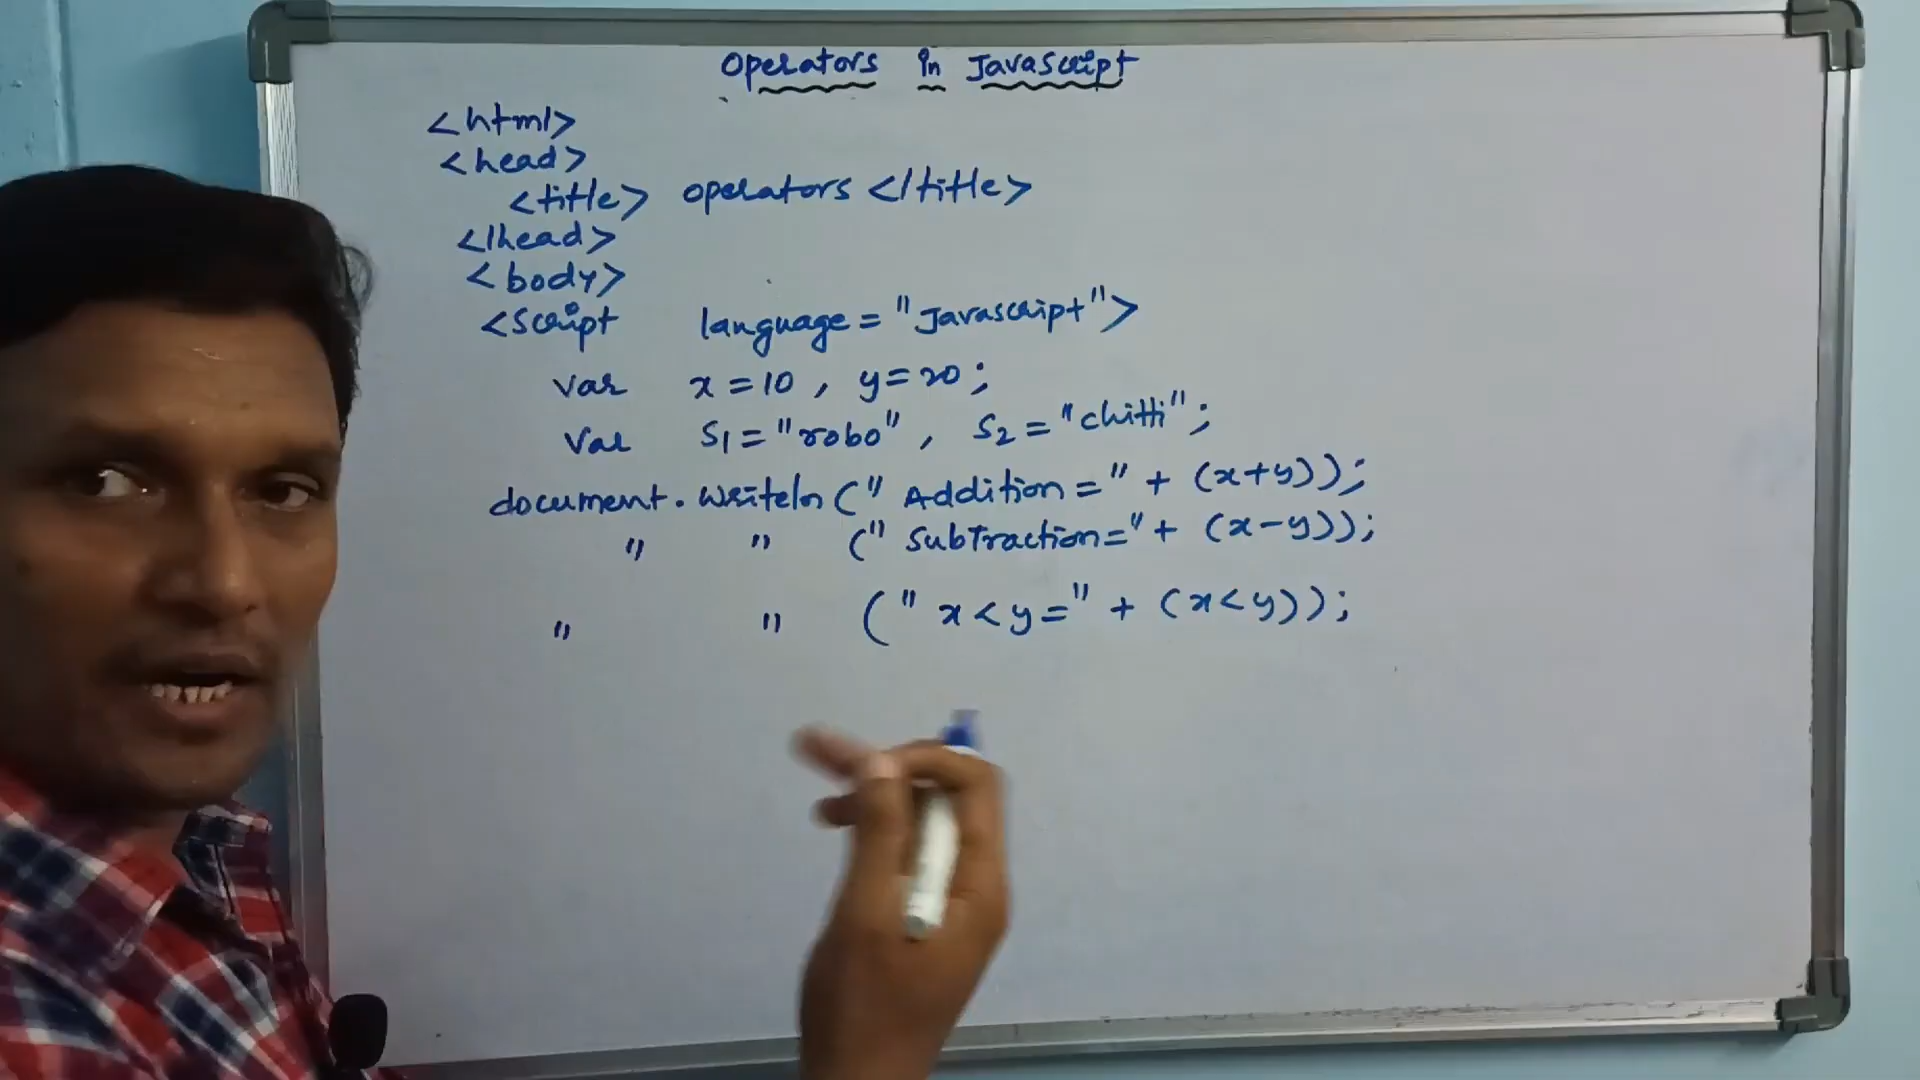 Operators in Javascript
<html>
<head>
<title> operators </title>
</head>
<body>
<script language="Javascript">
var x=10, y=20;
var s1="robo", s2="chitti";
document.writeln("Addition="+(x+y));
" " ("SubTraction="+(x-y));
" " ("x<y="+(x<y));